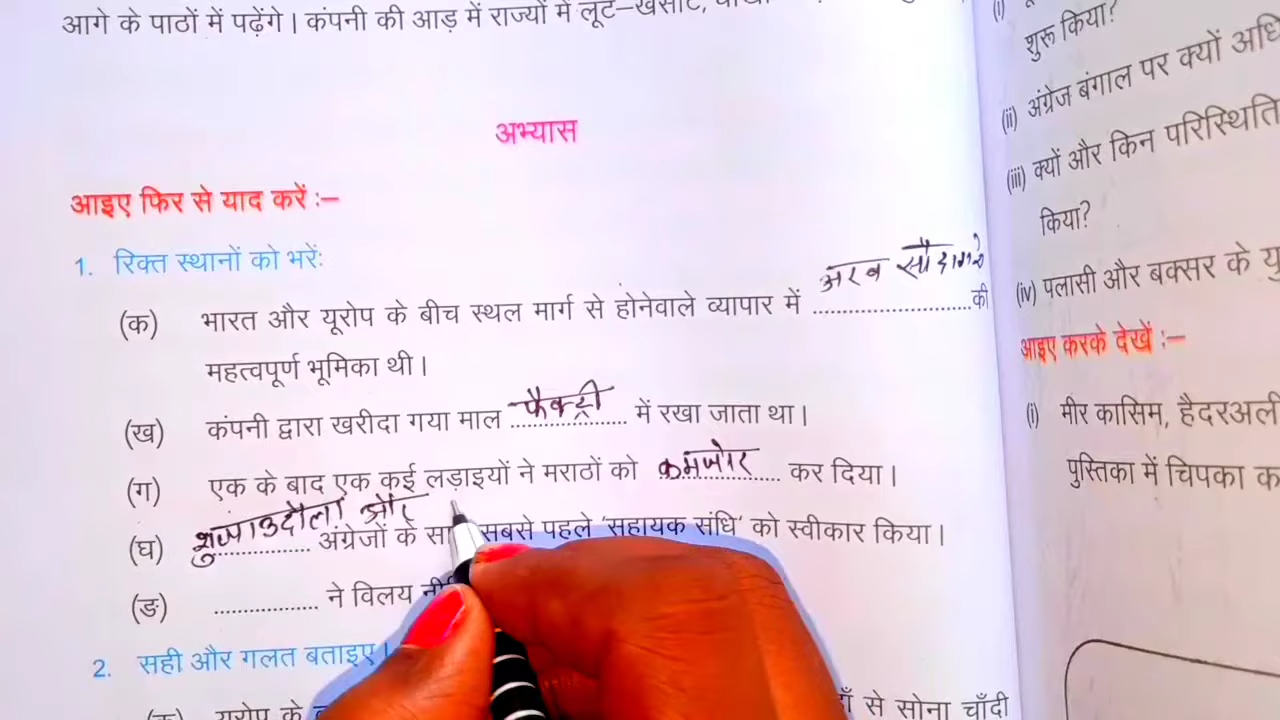 आगे के पाठों में पढ़ेंगे। कंपनी की आड़ में राज्यों में लूट–खसोट,
अभ्यास
आइए फिर से याद करें :–
1. रिक्त स्थानों को भरें:
अरब सौदागरों
(क) भारत और यूरोप के बीच स्थल मार्ग से होनेवाले व्यापार में ........................... की
महत्वपूर्ण भूमिका थी।
(ख) कंपनी द्वारा खरीदा गया माल फैक्ट्री में रखा जाता था।
(ग) एक के बाद एक कई लड़ाइयों ने मराठों को कमजोर कर दिया।
शुजाउदौला और
(घ) ................ अंग्रेजों के सबसे पहले 'सहायक संधि' को स्वीकार किया।
(ङ) .................. ने विलय
2. सही और गलत बताइए।
यूरोप के
से सोना चाँदी
(i)
शुरू किया?
(ii) अंग्रेज बंगाल पर क्यों
(iii) क्यों और किन
किया?
(iv) पलासी और बक्सर के
आइए करके देखें :–
(i) मीर कासिम, हैदरअली
पुस्तिका में चिपका